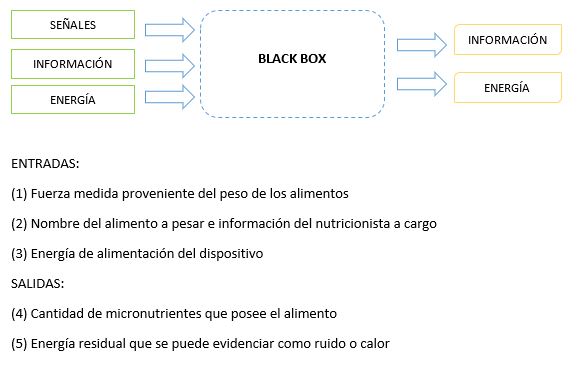 SEÑALES
INFORMACIÓN
ENERGÍA
BLACK BOX
INFORMACIÓN
ENERGÍA
ENTRADAS:
(1) Fuerza medida proveniente del peso de los alimentos
(2) Nombre del alimento a pesar e información del nutricionista a cargo
(3) Energía de alimentación del dispositivo
SALIDAS:
(4) Cantidad de micronutrientes que posee el alimento
(5) Energía residual que se puede evidenciar como ruido o calor